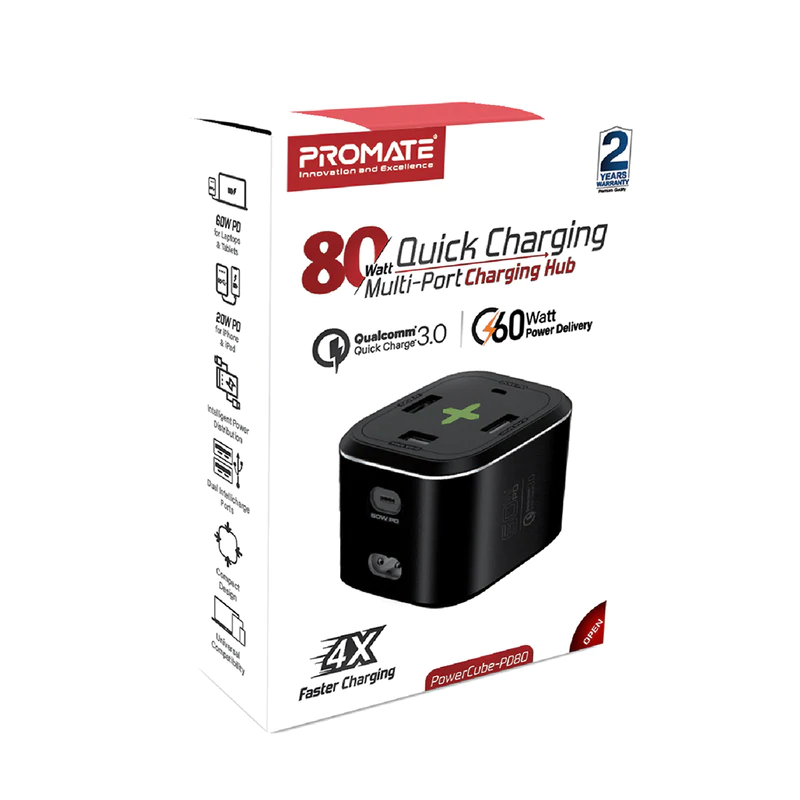 PROMATE
Innovation and Excellence
2
YEARS
WARRANTY
Premium Quality
80 Watt Quick Charging
Multi-Port Charging Hub
Qualcomm
Quick Charge 3.0
60 Watt
Power Delivery
60W PD
for Laptops
& Tablets
20W PD
for iPhone
& iPad
Intelligent Power
Distribution
Dual Intellicharge
Ports
Compact
Design
Universal
Compatibility
60W PD
4X
Faster Charging
PowerCube-PD80
OPEN